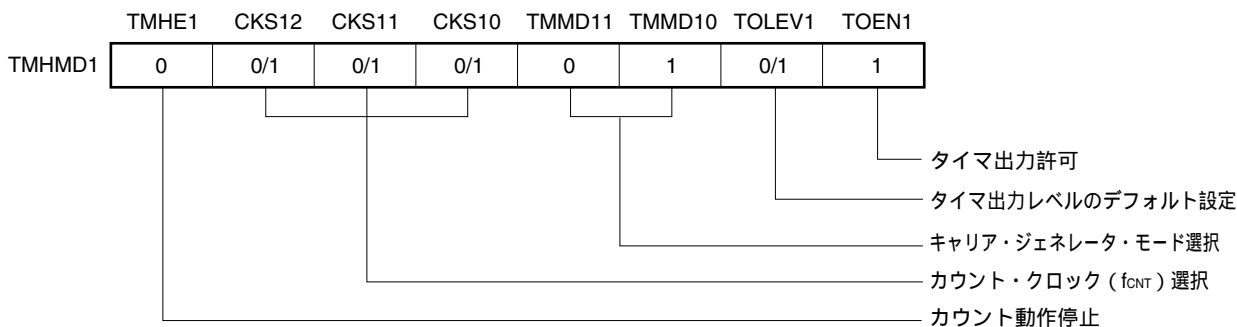 TMHE1 CKS12 CKS11 CKS10 TMMD11 TMMD10 TOLEV1 TOEN1
TMHMD1 0 0/1 0/1 0/1 0 1 0/1 1
タイマ出力許可
タイマ出力レベルのデフォルト設定
キャリア・ジェネレータ・モード選択
カウント・クロック（fCNT）選択
カウント動作停止